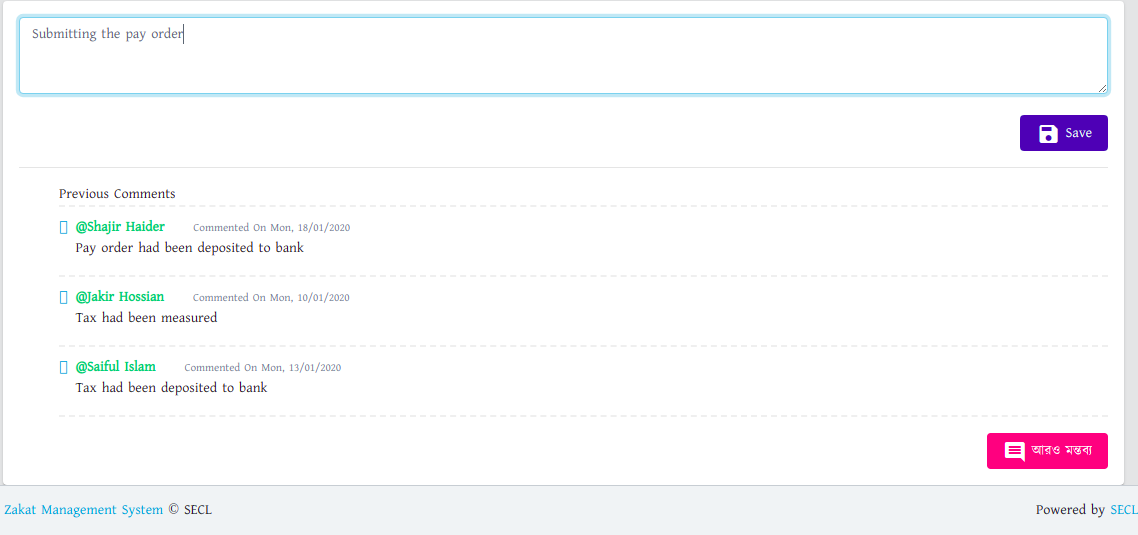 Submitting the pay order
Save
Previous Comments
@Shajir Haider Commented On Mon, 18/01/2020
Pay order had been deposited to bank
@Jakir Hossian Commented On Mon, 10/01/2020
Tax had been measured
@Saiful Islam Commented On Mon, 13/01/2020
Tax had been deposited to bank
আরও মন্তব্য
Zakat Management System © SECL Powered by SECL